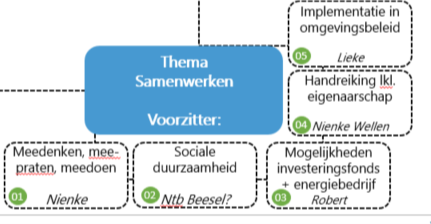 Implementatie in
omgevingsbeleid
05 Lieke
Thema
Samenwerken
Voorzitter:
Handreiking lkl.
eigenaarschap
04 Nienke Wellen
Meedenken, mee-
praten, meedoen
01 Nienke
Sociale
duurzaamheid
02 Ntb Beesel?
Mogelijkheden
investeringsfonds
+ energiebedrijf
03 Robert